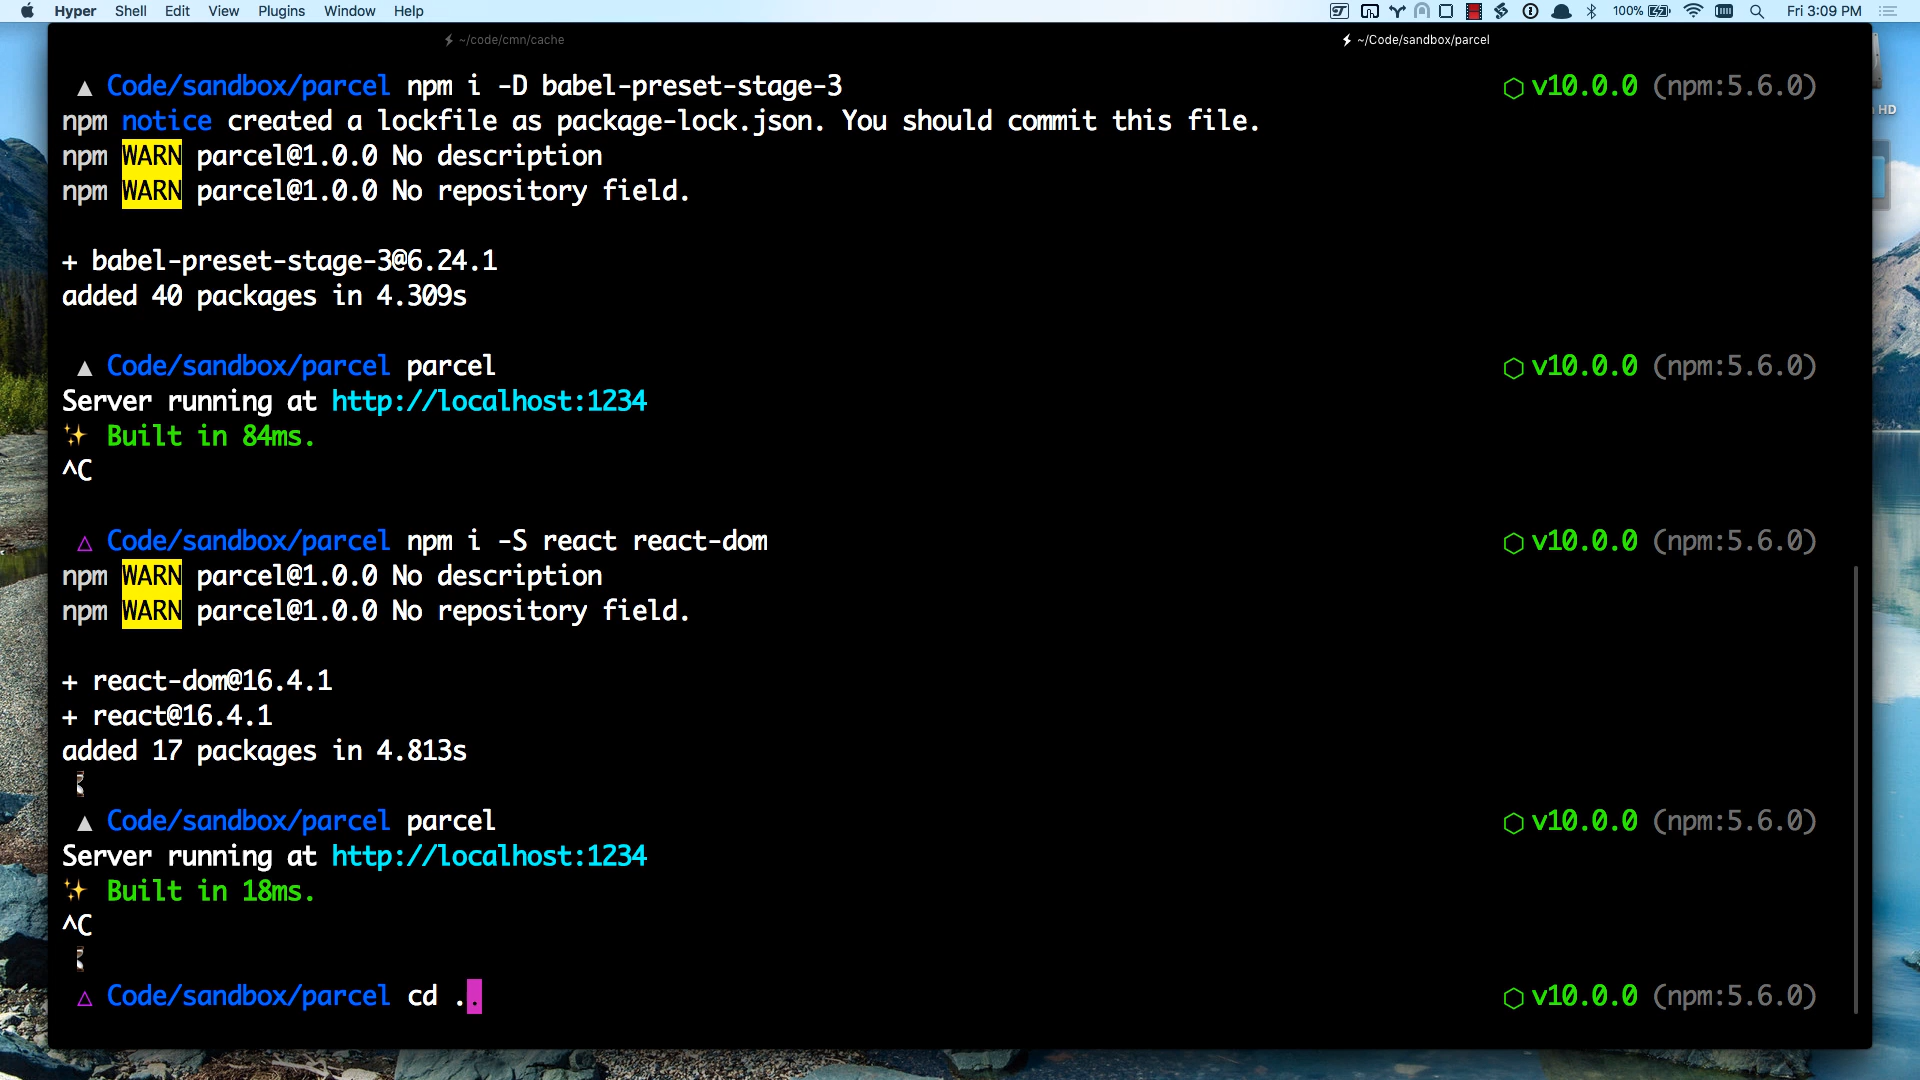 Hyper Shell Edit View Plugins Window Help 100% Fri 3:09 PM
~/code/cmn/cache ~/Code/sandbox/parcel
▲ Code/sandbox/parcel npm i -D babel-preset-stage-3 v10.0.0 (npm:5.6.0)
npm notice created a lockfile as package-lock.json. You should commit this file.
npm WARN parcel@1.0.0 No description
npm WARN parcel@1.0.0 No repository field.
+ babel-preset-stage-3@6.24.1
added 40 packages in 4.309s
▲ Code/sandbox/parcel parcel v10.0.0 (npm:5.6.0)
Server running at http://localhost:1234
✨ Built in 84ms.
^C
△ Code/sandbox/parcel npm i -S react react-dom v10.0.0 (npm:5.6.0)
npm WARN parcel@1.0.0 No description
npm WARN parcel@1.0.0 No repository field.
+ react-dom@16.4.1
+ react@16.4.1
added 17 packages in 4.813s
▲ Code/sandbox/parcel parcel v10.0.0 (npm:5.6.0)
Server running at http://localhost:1234
✨ Built in 18ms.
^C
△ Code/sandbox/parcel cd .. v10.0.0 (npm:5.6.0)
HD